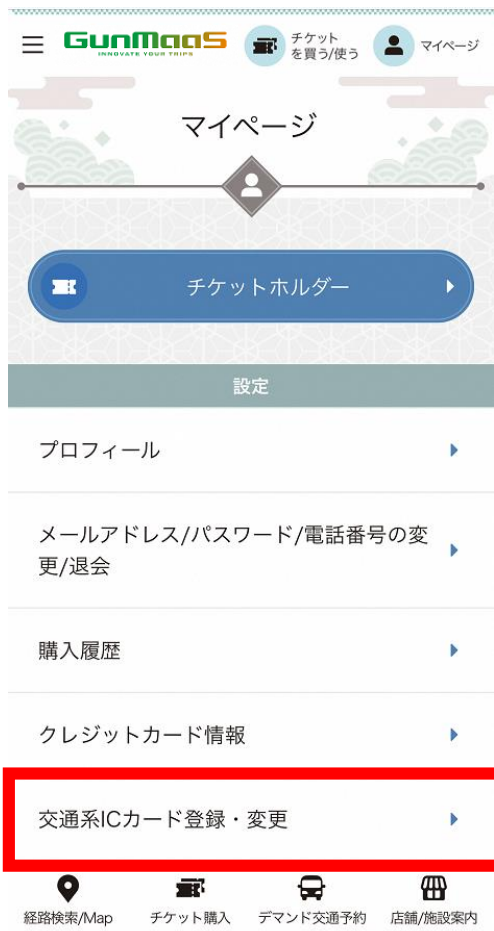 GunMaaS
INNOVATE YOUR TRIPS
チケット
を買う/使う
マイページ
マイページ
チケットホルダー
設定
プロフィール
メールアドレス/パスワード/電話番号の変
更/退会
購入履歴
クレジットカード情報
交通系ICカード登録・変更
経路検索/Map
チケット購入
デマンド交通予約
店舗/施設案内